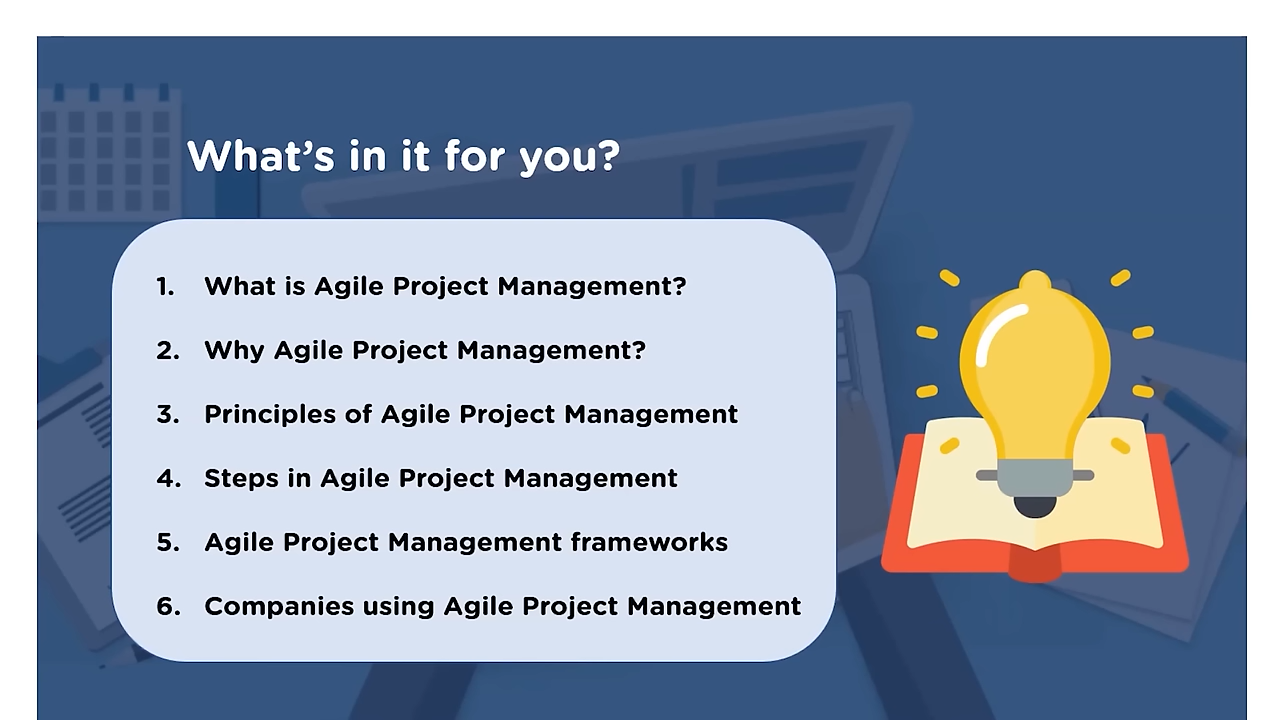 What’s in it for you?
1. What is Agile Project Management?
2. Why Agile Project Management?
3. Principles of Agile Project Management
4. Steps in Agile Project Management
5. Agile Project Management frameworks
6. Companies using Agile Project Management